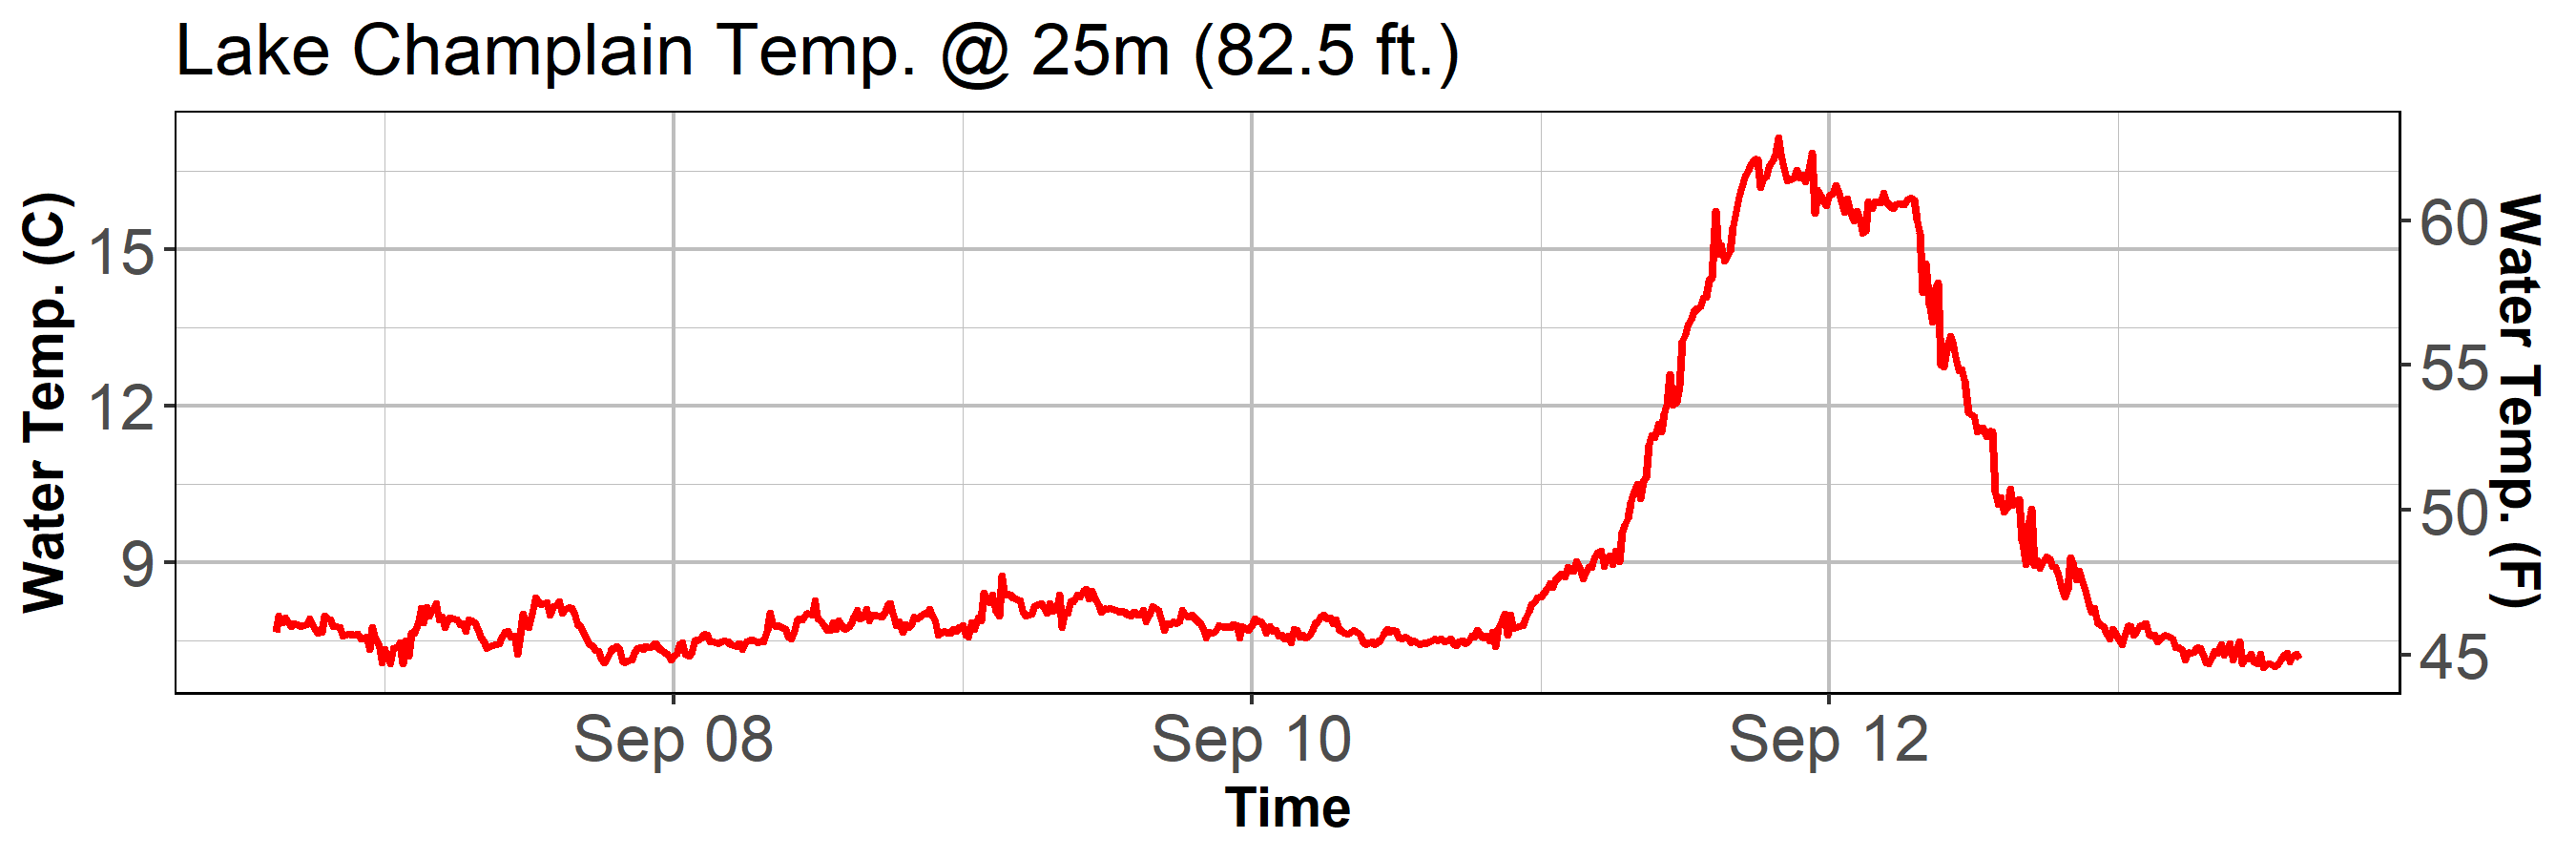 Lake Champlain Temp. @ 25m (82.5 ft.)
Water Temp. (C)
15
12
9
60
55
50
45
Water Temp. (F)
Sep 08
Sep 10
Sep 12
Time